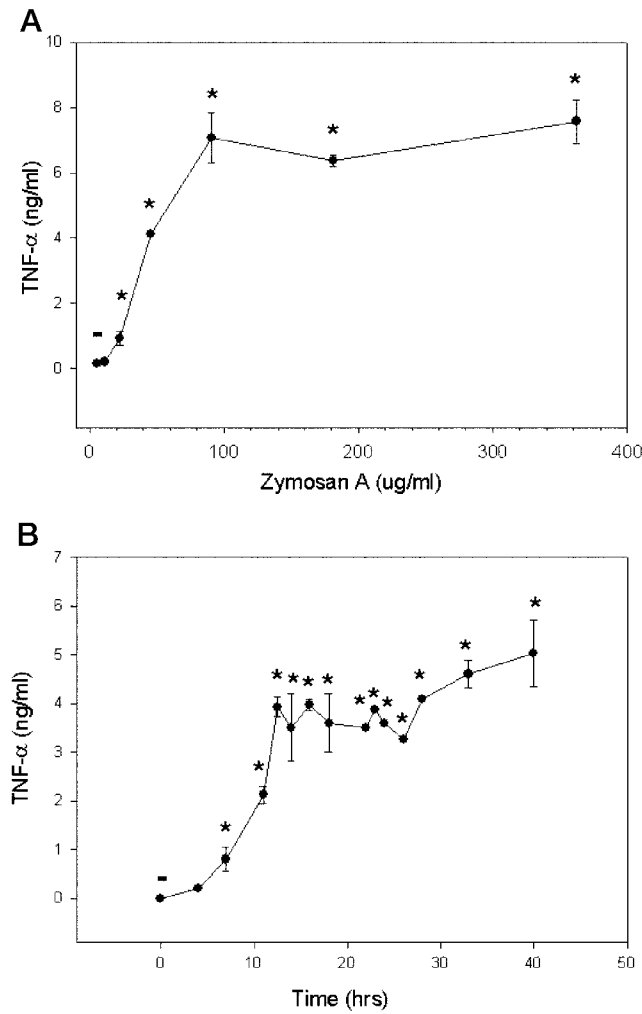 A
10
8
6
4
2
0
TNF-α (ng/ml)
* * * * *
-
0 100 200 300 400
Zymosan A (ug/ml)
B
7
6
5
4
3
2
1
0
TNF-α (ng/ml)
* * * * * * * * * * * * *
-
0 10 20 30 40 50
Time (hrs)